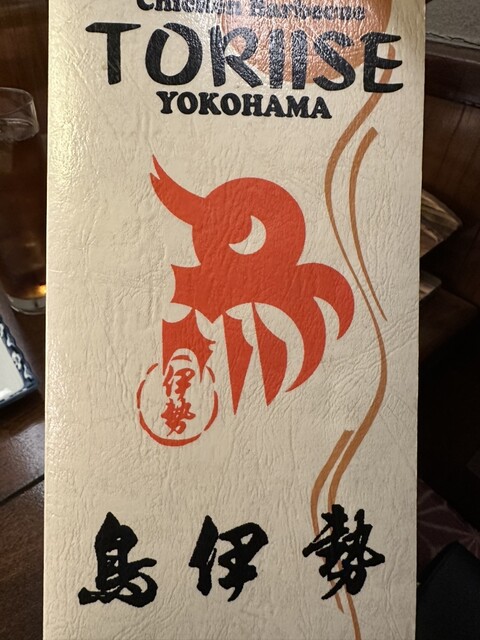 Chicken Barbecue
TORIISE
YOKOHAMA
伊勢
鳥伊勢